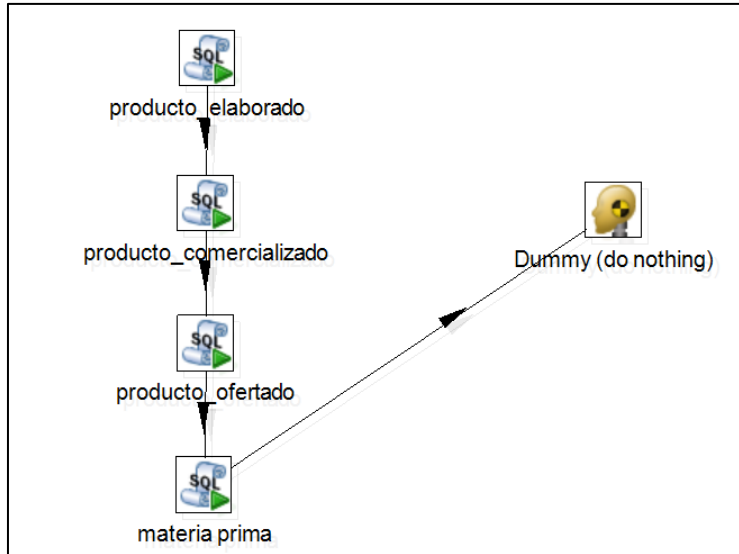 SQL
producto_elaborado
SQL
producto_comercializado
Dummy (do nothing)
SQL
producto_ofertado
SQL
materia prima